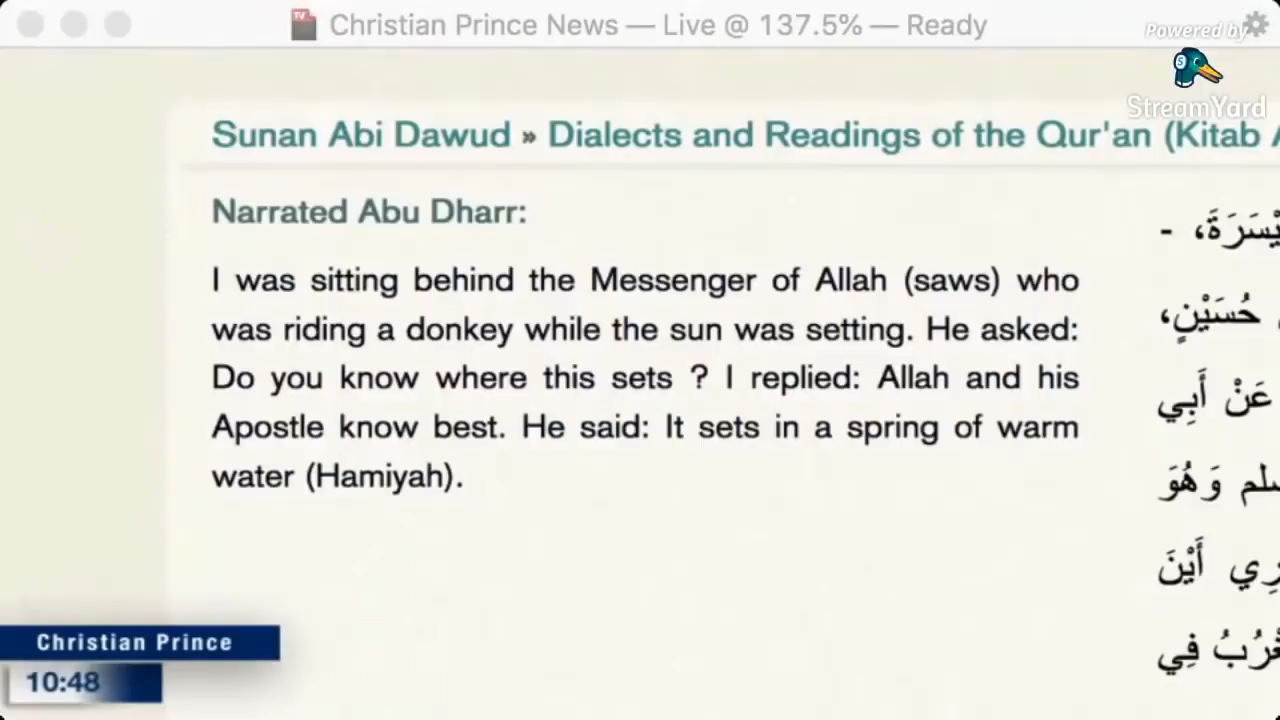 Christian Prince News — Live @ 137.5% — Ready
Powered by
StreamYard
Sunan Abi Dawud » Dialects and Readings of the Qur'an (Kitab
Narrated Abu Dharr:
I was sitting behind the Messenger of Allah (saws) who
was riding a donkey while the sun was setting. He asked:
Do you know where this sets ? I replied: Allah and his
Apostle know best. He said: It sets in a spring of warm
water (Hamiyah).
حُسَيْنٍ،
عَنْ أَبِي
وَهُوَ
أَيْنَ
فِي
Christian Prince
10:48